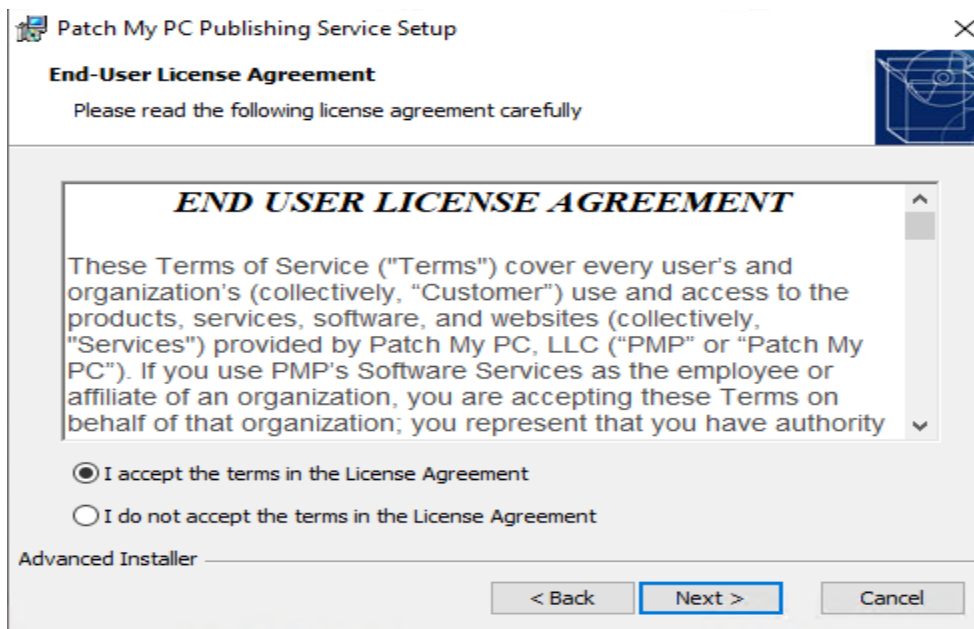 Patch My PC Publishing Service Setup
End-User License Agreement
Please read the following license agreement carefully
END USER LICENSE AGREEMENT
These Terms of Service ("Terms") cover every user's and
organization's (collectively, “Customer”) use and access to the
products, services, software, and websites (collectively,
"Services") provided by Patch My PC, LLC (“PMP” or “Patch My
PC”). If you use PMP's Software Services as the employee or
affiliate of an organization, you are accepting these Terms on
behalf of that organization; you represent that you have authority
I accept the terms in the License Agreement
I do not accept the terms in the License Agreement
Advanced Installer
< Back Next > Cancel